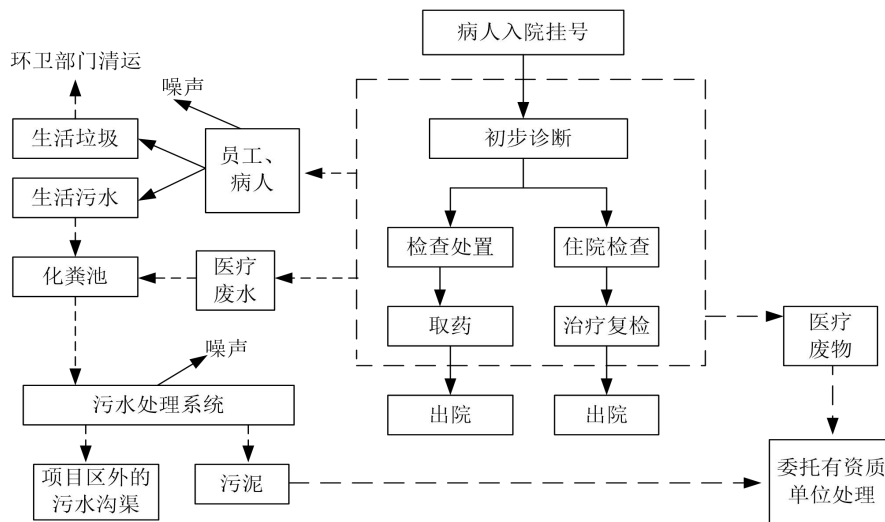 病人入院挂号
环卫部门清运
噪声
生活垃圾
员工、
病人
初步诊断
生活污水
检查处置
住院检查
化粪池
医疗
废水
取药
治疗复检
医疗
废物
噪声
污水处理系统
出院
出院
项目区外的
污水沟渠
污泥
委托有资质
单位处理